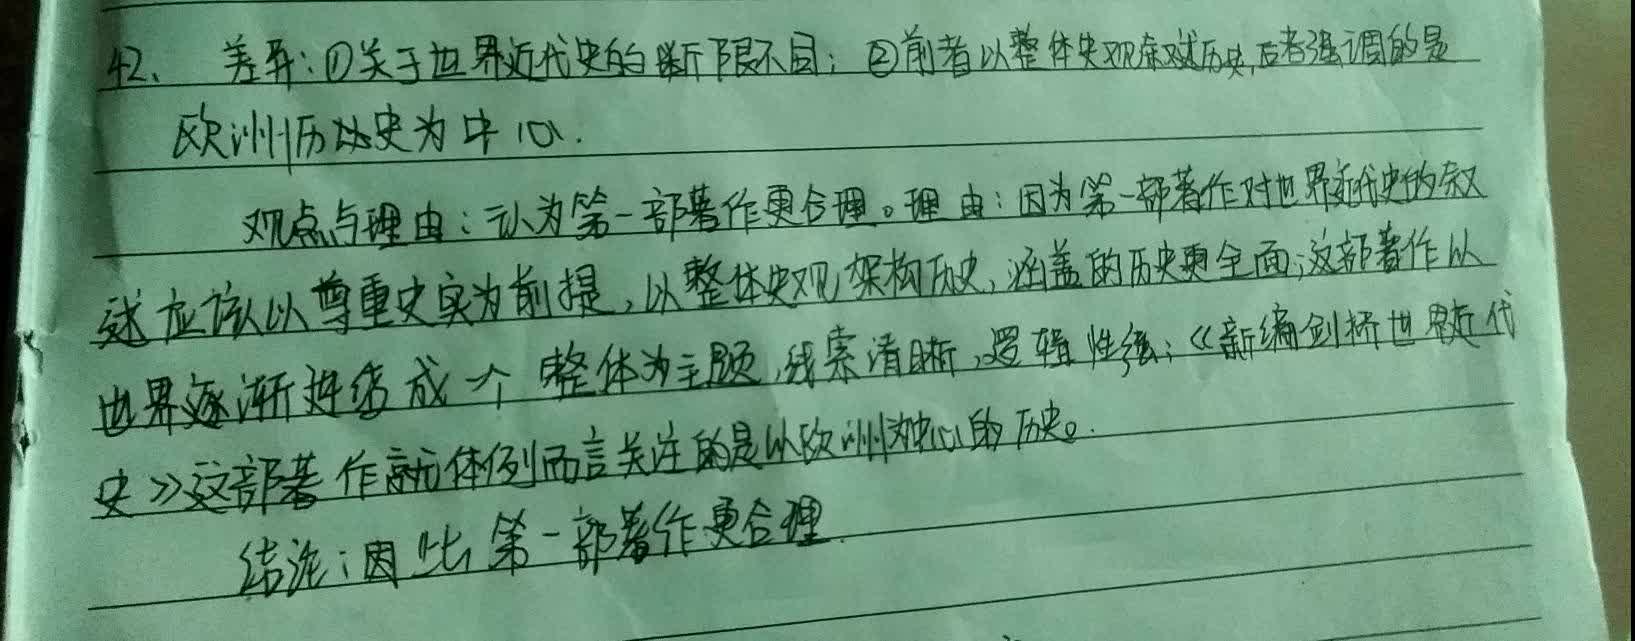 42、 差异:①关于世界近代史的断限不同;②前者以整体史观叙述历史,后者强调的是
欧洲历史为中心.
观点与理由:认为第一部著作更合理。理由:因为第一部著作对世界近代史的叙
述应该以尊重史实为前提,以整体史观,架构历史,涵盖的历史更全面;这部著作以
世界逐渐连结成一个整体为主题,线索清晰,逻辑性强;《新编剑桥世界近代
史》这部著作就体例而言关注的是以欧洲为中心的历史。
结论:因此第一部著作更合理.